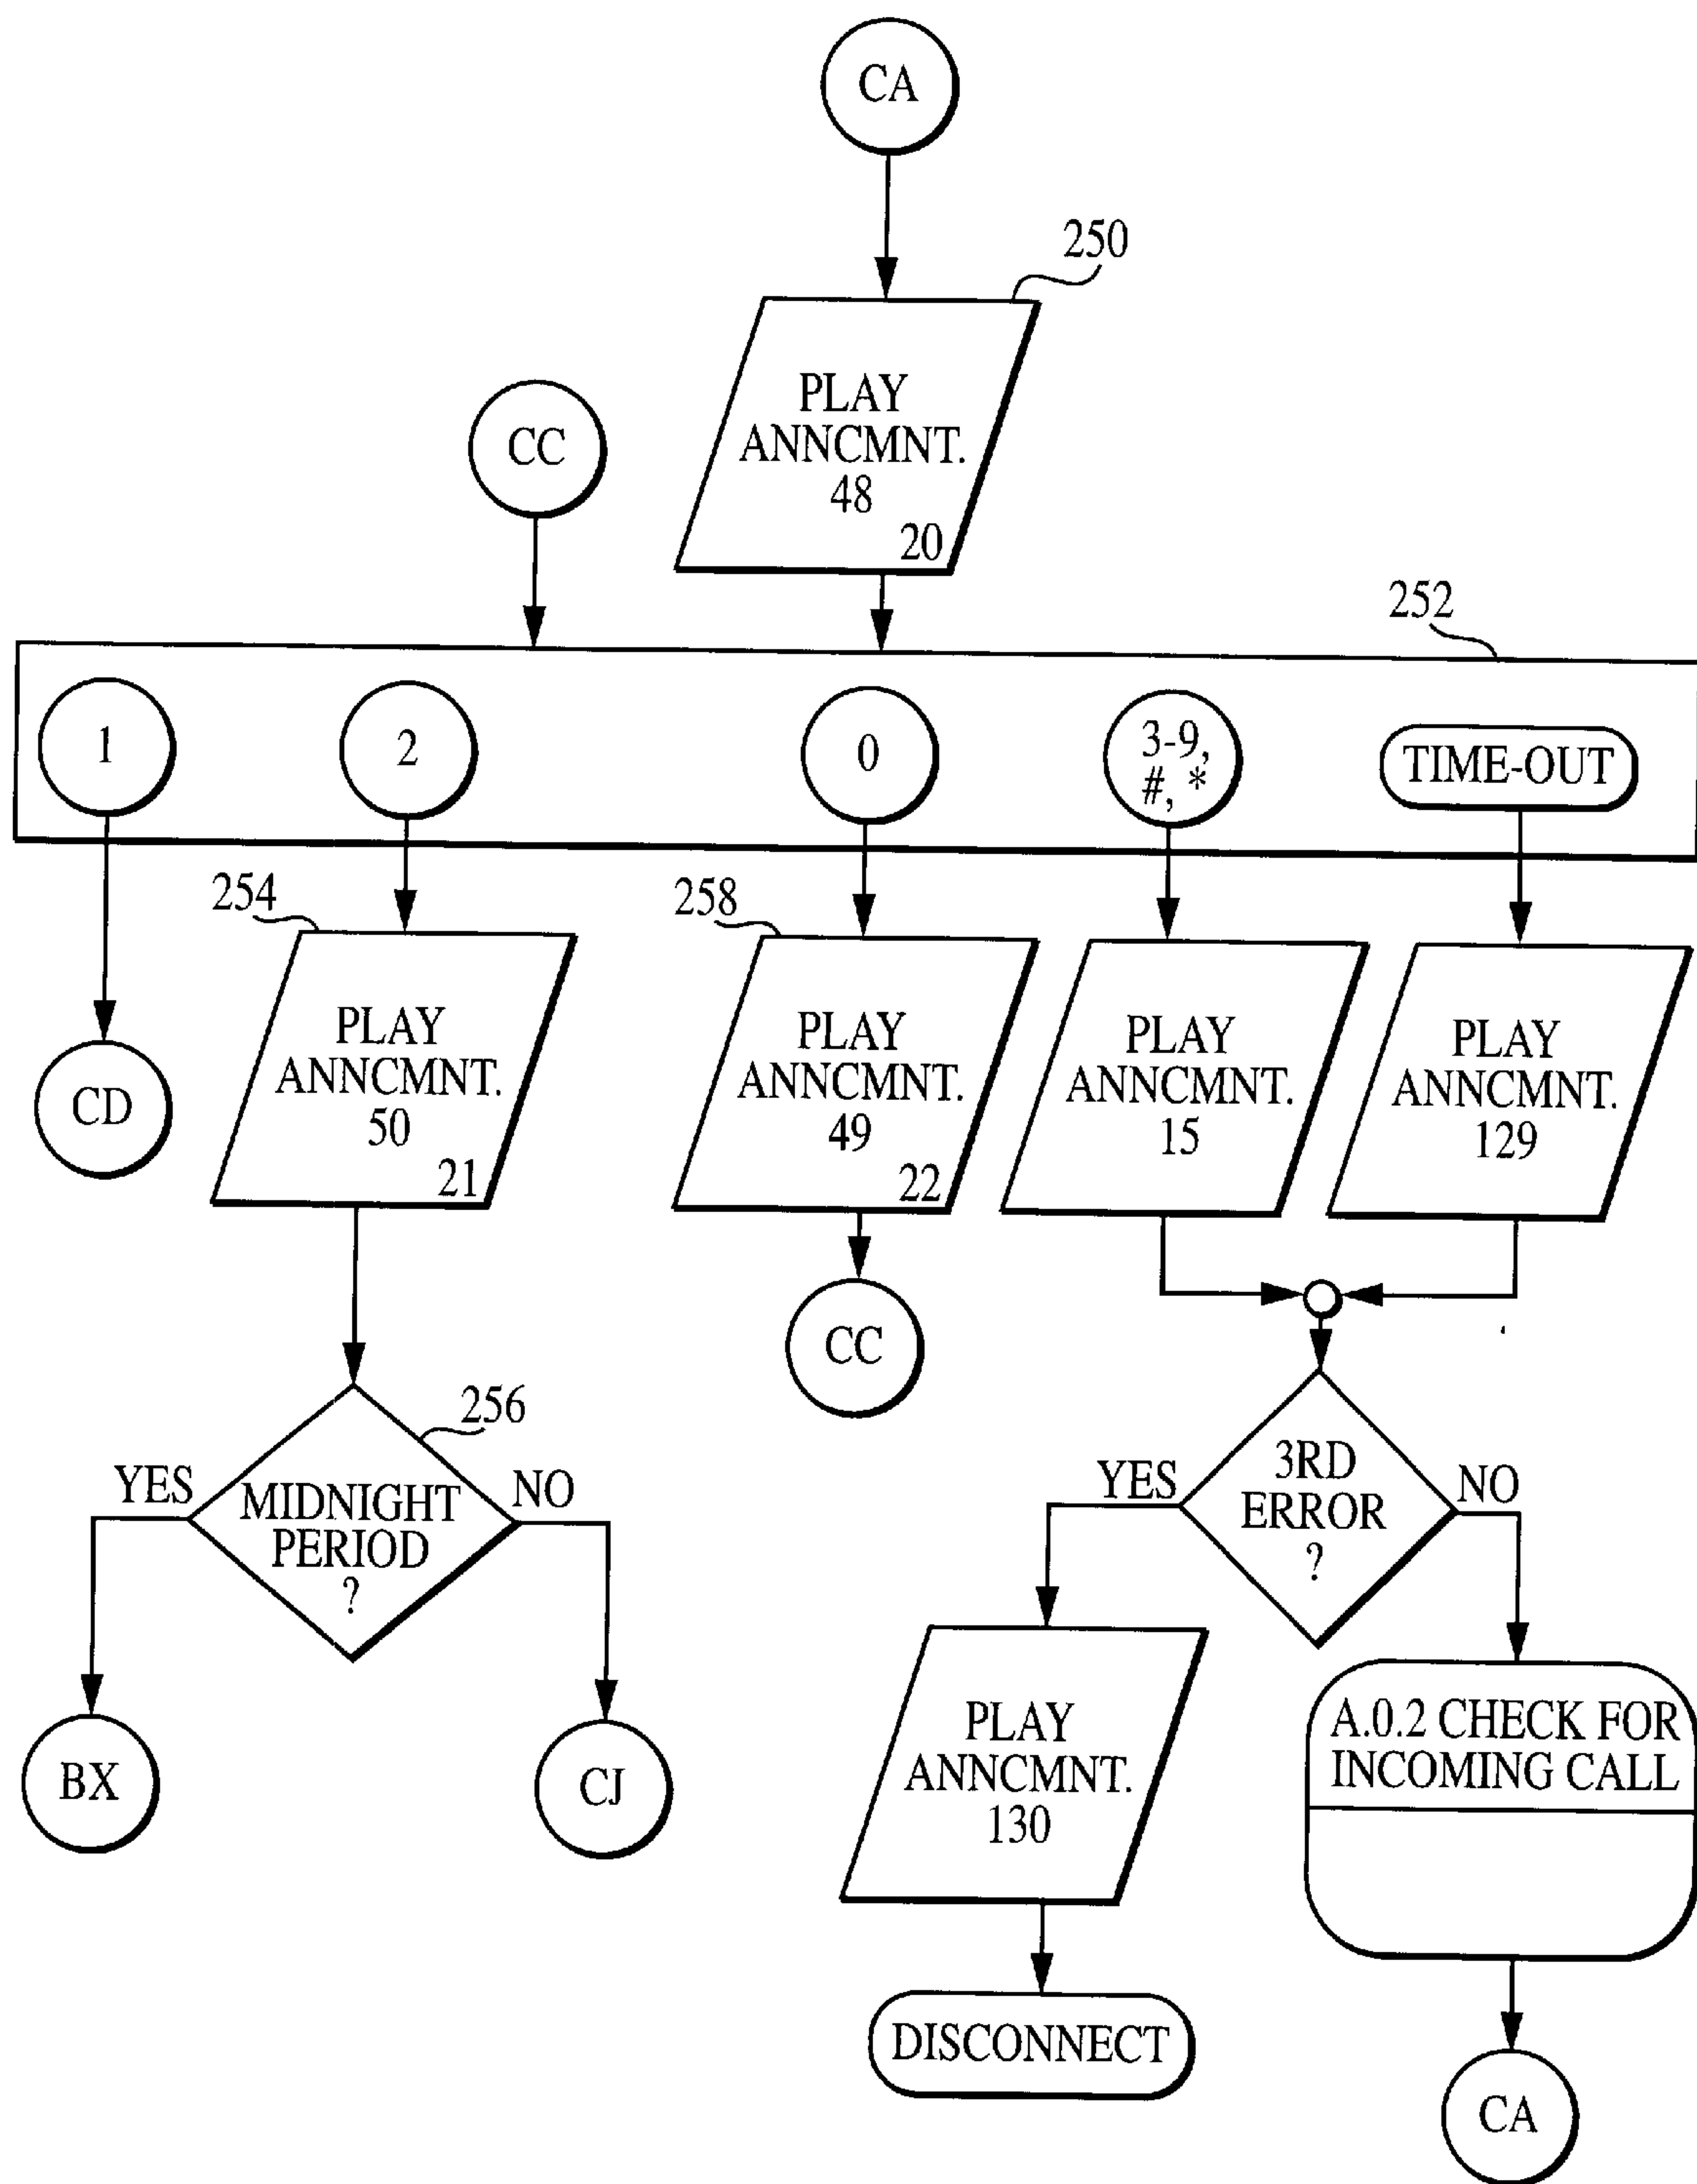 CA
250
PLAY
ANNCMNT.
48
20
CC
252
1
2
0
3-9,
#, *
TIME-OUT
254
258
PLAY
ANNCMNT.
50
21
PLAY
ANNCMNT.
49
22
PLAY
ANNCMNT.
15
PLAY
ANNCMNT.
129
CD
CC
256
YES
MIDNIGHT
PERIOD
?
NO
YES
3RD
ERROR
?
NO
BX
CJ
PLAY
ANNCMNT.
130
A.0.2 CHECK FOR
INCOMING CALL
DISCONNECT
CA